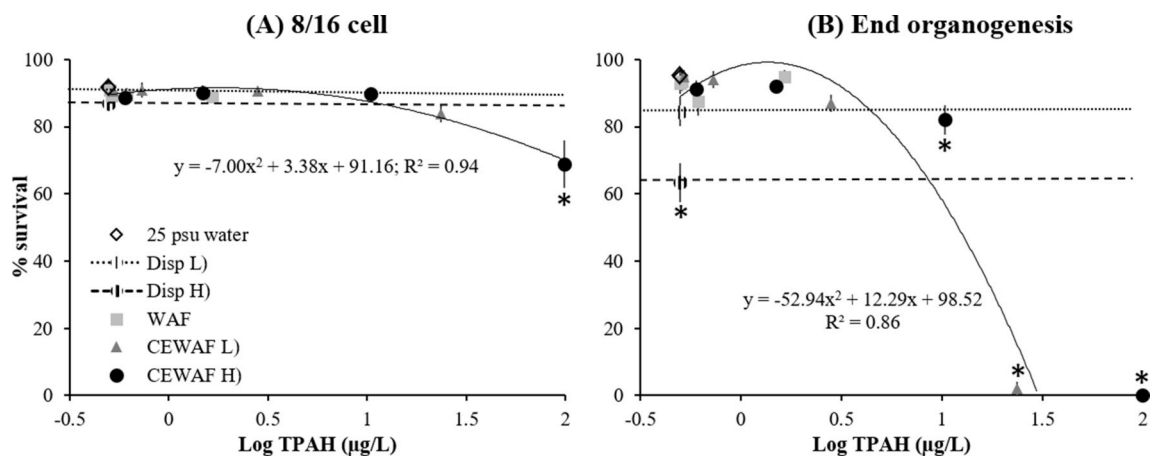 (A) 8/16 cell
(B) End organogenesis
% survival
100
80
60
40
20
0
y = -7.00x² + 3.38x + 91.16; R² = 0.94
*
25 psu water
Disp L)
Disp H)
WAF
CEWAF L)
CEWAF H)
-0.5
0
0.5
1
1.5
2
Log TPAH (µg/L)
100
80
60
40
20
0
*
*
y = -52.94x² + 12.29x + 98.52
R² = 0.86
*
*
-0.5
0
0.5
1
1.5
2
Log TPAH (µg/L)